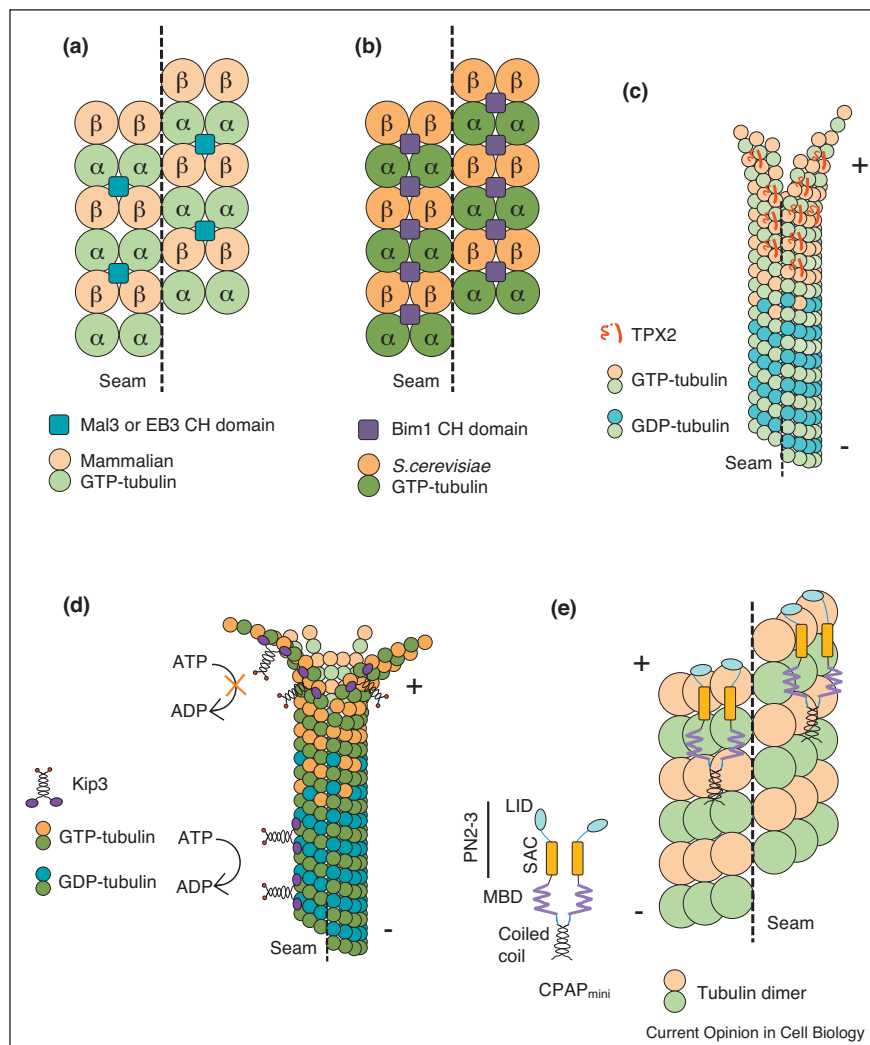 (a)
β β
β β α α
α α β β
β β α α
α α β β
β β α α
α α
Seam
Mal3 or EB3 CH domain
Mammalian
GTP-tubulin
(b)
β β
β β α α
α α β β
β β α α
α α β β
β β α α
α α
Seam
Bim1 CH domain
S.cerevisiae
GTP-tubulin
(c)
+
TPX2
GTP-tubulin
GDP-tubulin
Seam
-
(d)
ATP
ADP
+
Kip3
GTP-tubulin
ATP
GDP-tubulin
ADP
Seam
-
(e)
+
LID
PN2-3
SAC
MBD
-
Seam
Coiled
coil
CPAPmini
Tubulin dimer
Current Opinion in Cell Biology